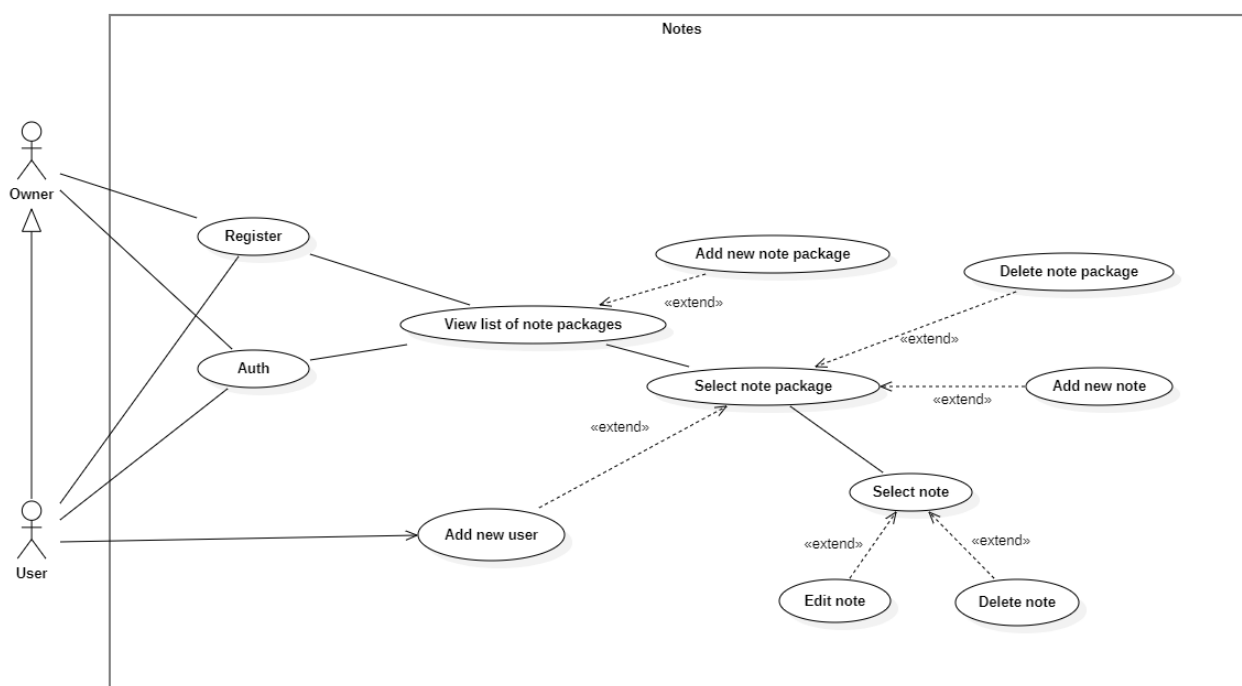 Notes
Owner
Register
Add new note package
Delete note package
«extend»
View list of note packages
«extend»
Auth
Select note package
Add new note
«extend»
«extend»
Select note
Add new user
«extend»
«extend»
User
Edit note
Delete note